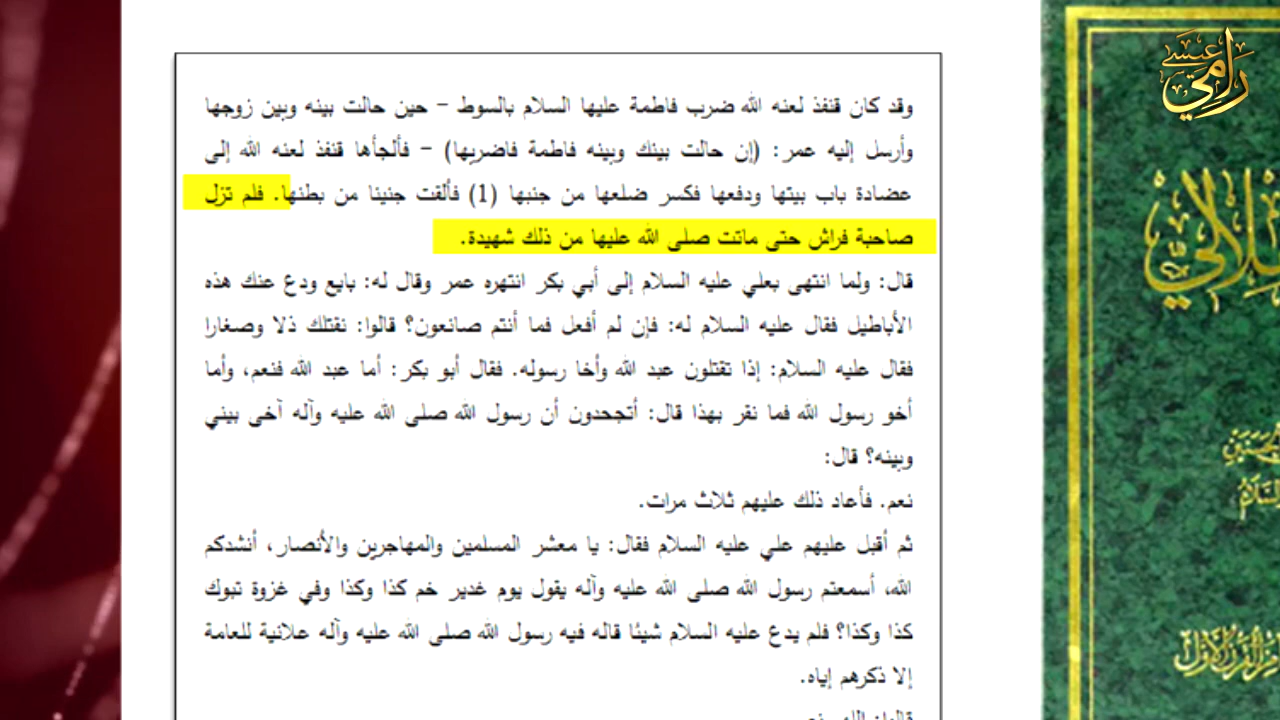 وقد كان قنفذ لعنه الله ضرب فاطمة عليها السلام بالسوط - حين حالت بينه وبين زوجها
وأرسل إليه عمر: (إن حالت بينك وبينه فاطمة فاضربها) - فألجأها قنفذ لعنه الله إلى
عضادة باب بيتها ودفعها فكسر ضلعها من جنبها (1) فألقت جنينا من بطنها. فلم تزل
صاحبة فراش حتى ماتت صلى الله عليها من ذلك شهيدة.
قال: ولما انتهى بعلي عليه السلام إلى أبي بكر انتهره عمر وقال له: بايع ودع عنك هذه
الأباطيل فقال عليه السلام له: فإن لم أفعل فما أنتم صانعون؟ قالوا: نقتلك ذلا وصغارا
فقال عليه السلام: إذا تقتلون عبد الله وأخا رسوله. فقال أبو بكر: أما عبد الله فنعم، وأما
أخو رسول الله فما نقر بهذا قال: أتجحدون أن رسول الله صلى الله عليه وآله آخى بيني
وبينه؟ قال:
نعم. فأعاد ذلك عليهم ثلاث مرات.
ثم أقبل عليهم علي عليه السلام فقال: يا معشر المسلمين والمهاجرين والأنصار، أنشدكم
الله، أسمعتم رسول الله صلى الله عليه وآله يقول يوم غدير خم كذا وكذا وفي غزوة تبوك
كذا وكذا؟ فلم يدع عليه السلام شيئا قاله فيه رسول الله صلى الله عليه وآله علانية للعامة
إلا ذكرهم إياه.
رامي عيسى